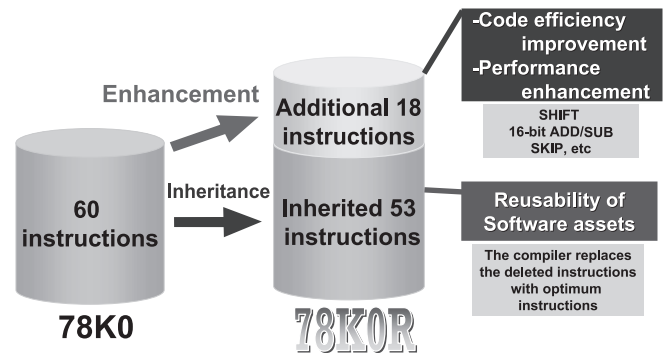 -Code efficiency
improvement
-Performance
enhancement
SHIFT
16-bit ADD/SUB
SKIP, etc
Enhancement
Additional 18
instructions
Inheritance
60
instructions
Inherited 53
instructions
Reusability of
Software assets
The compiler replaces
the deleted instructions
with optimum
instructions
78K0
78K0R